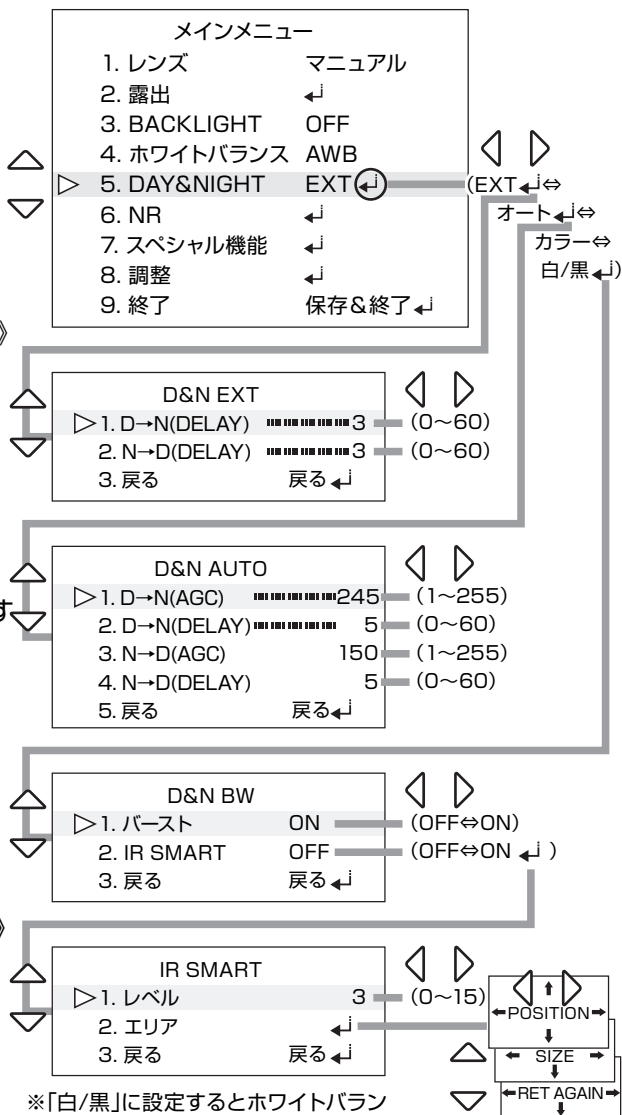 メインメニュー
1. レンズ マニュアル
2. 露出 ↲
3. BACKLIGHT OFF
4. ホワイトバランス AWB
▷ 5. DAY&NIGHT EXT↲ (EXT↲⇔
オート↲⇔
カラー⇔
白/黒↲)
6. NR ↲
7. スペシャル機能 ↲
8. 調整 ↲
9. 終了 保存&終了↲
》
D&N EXT
▷1. D→N(DELAY) 3 (0～60)
2. N→D(DELAY) 3 (0～60)
3. 戻る 戻る↲
D&N AUTO
▷1. D→N(AGC) 245 (1～255)
す
2. D→N(DELAY) 5 (0～60)
3. N→D(AGC) 150 (1～255)
4. N→D(DELAY) 5 (0～60)
5. 戻る 戻る↲
D&N BW
▷1. バースト ON (OFF⇔ON)
2. IR SMART OFF (OFF⇔ON ↲ )
3. 戻る 戻る↲
》
IR SMART
▷1. レベル 3 (0～15)
2. エリア ↲
3. 戻る 戻る↲
POSITION
SIZE
RET AGAIN
※「白/黒」に設定するとホワイトバラン